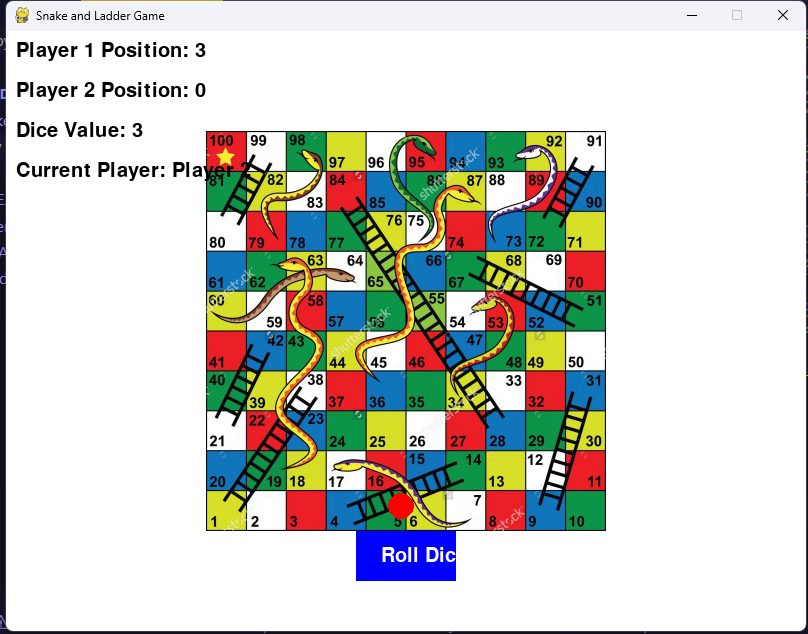 Snake and Ladder Game
Player 1 Position: 3
Player 2 Position: 0
Dice Value: 3
Current Player: Player 2
100 99 98 97 96 95 94 93 92 91
81 82 83 84 85 87 88 89 90
80 79 78 77 76 75 74 73 72 71
61 62 63 64 65 66 67 68 69 70
60 59 58 57 56 55 54 53 52 51
41 42 43 44 45 46 47 48 49 50
40 39 38 37 36 35 34 33 32 31
21 22 23 24 25 26 27 28 29 30
20 19 18 17 16 15 14 13 12 11
1 2 3 4 5 6 7 8 9 10
Roll Dic
shutterstock